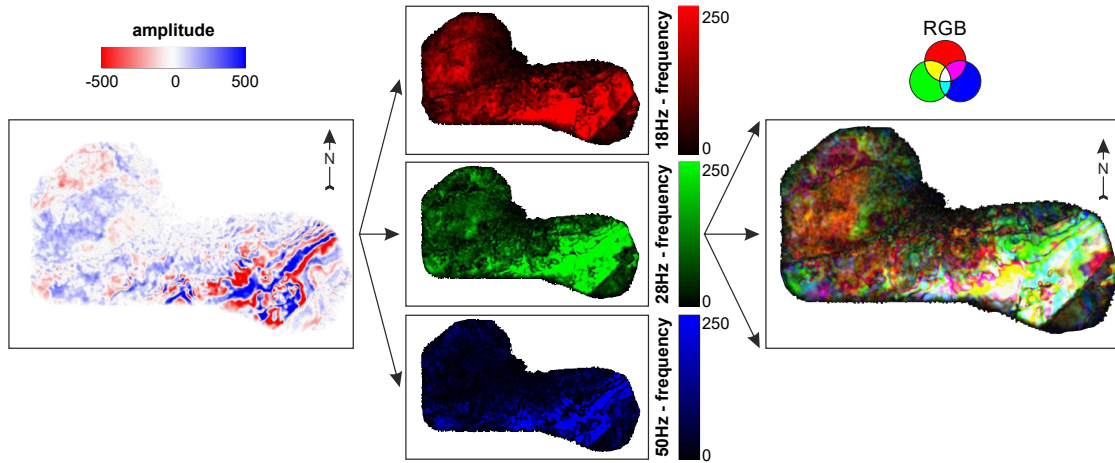 amplitude
-500 0 500
N
250
18Hz - frequency
0
250
28Hz - frequency
0
250
50Hz - frequency
0
RGB
N